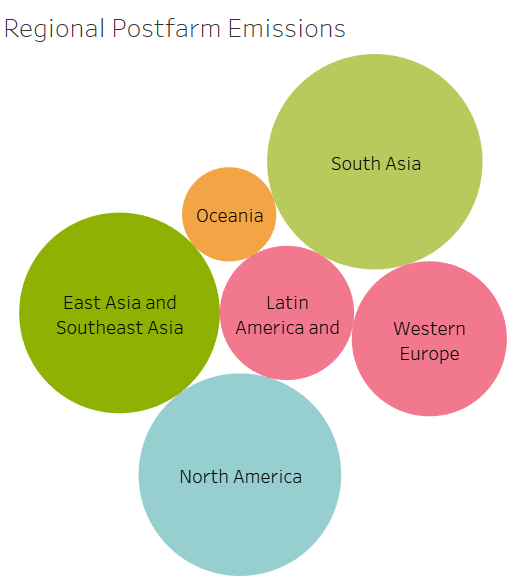 Regional Postfarm Emissions
South Asia
Oceania
East Asia and
Southeast Asia
Latin
America and
Western
Europe
North America